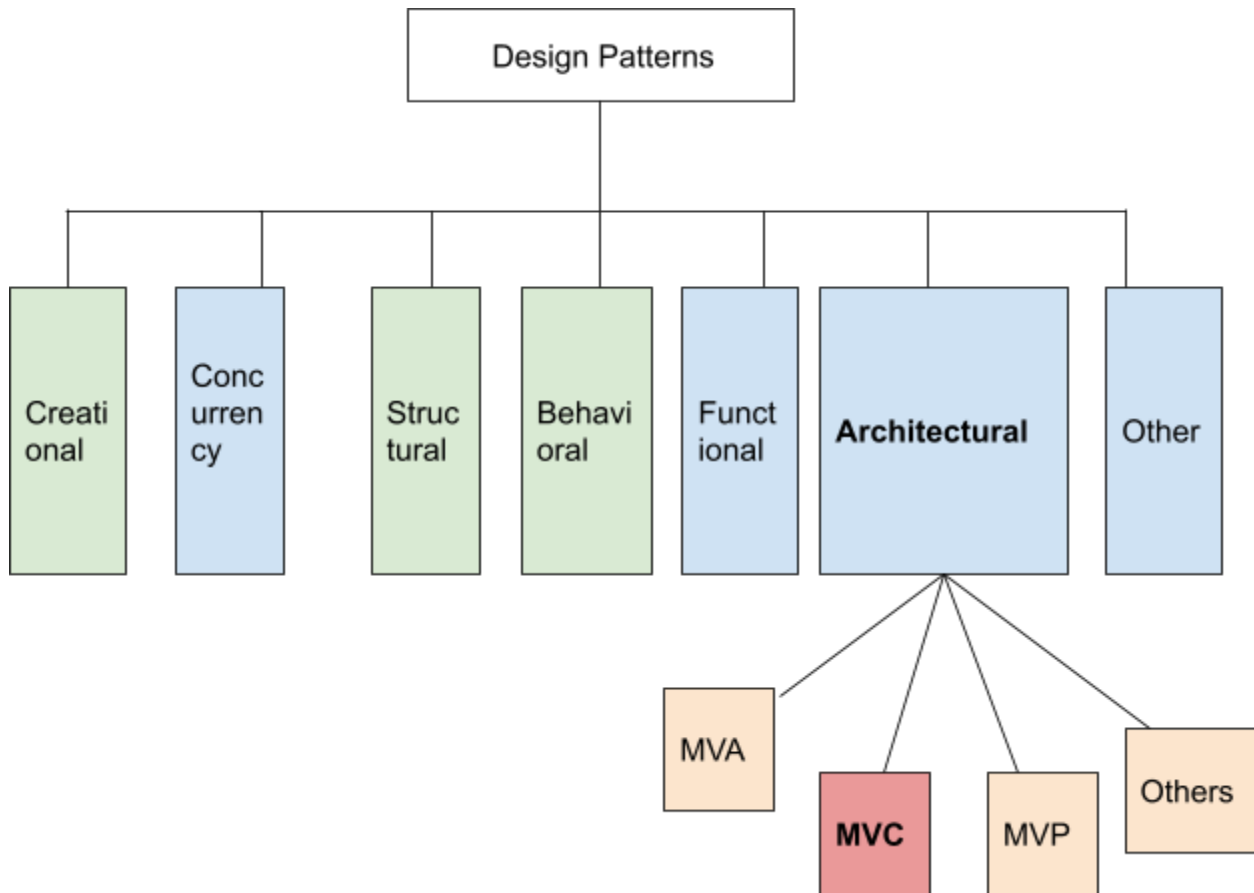 Design Patterns
Creati
onal
Conc
urren
cy
Struc
tural
Behavi
oral
Funct
ional
Architectural
Other
MVA
MVC
MVP
Others